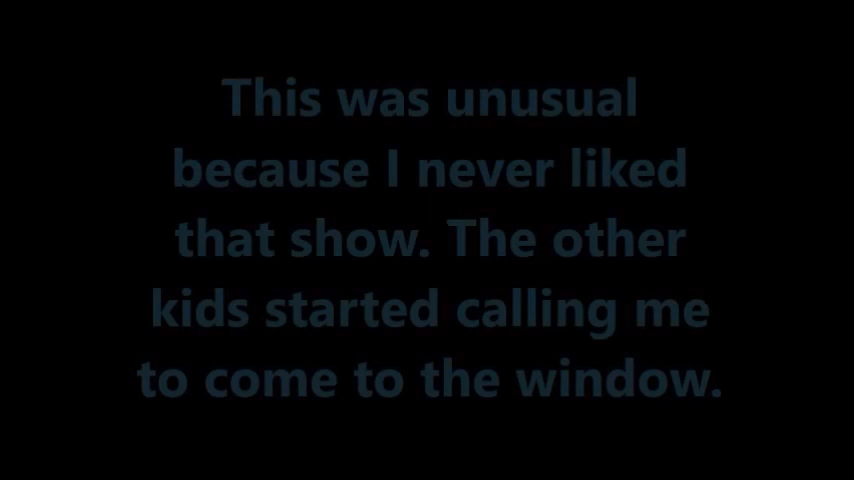 This was unusual
because I never liked
that show. The other
kids started calling me
to come to the window.